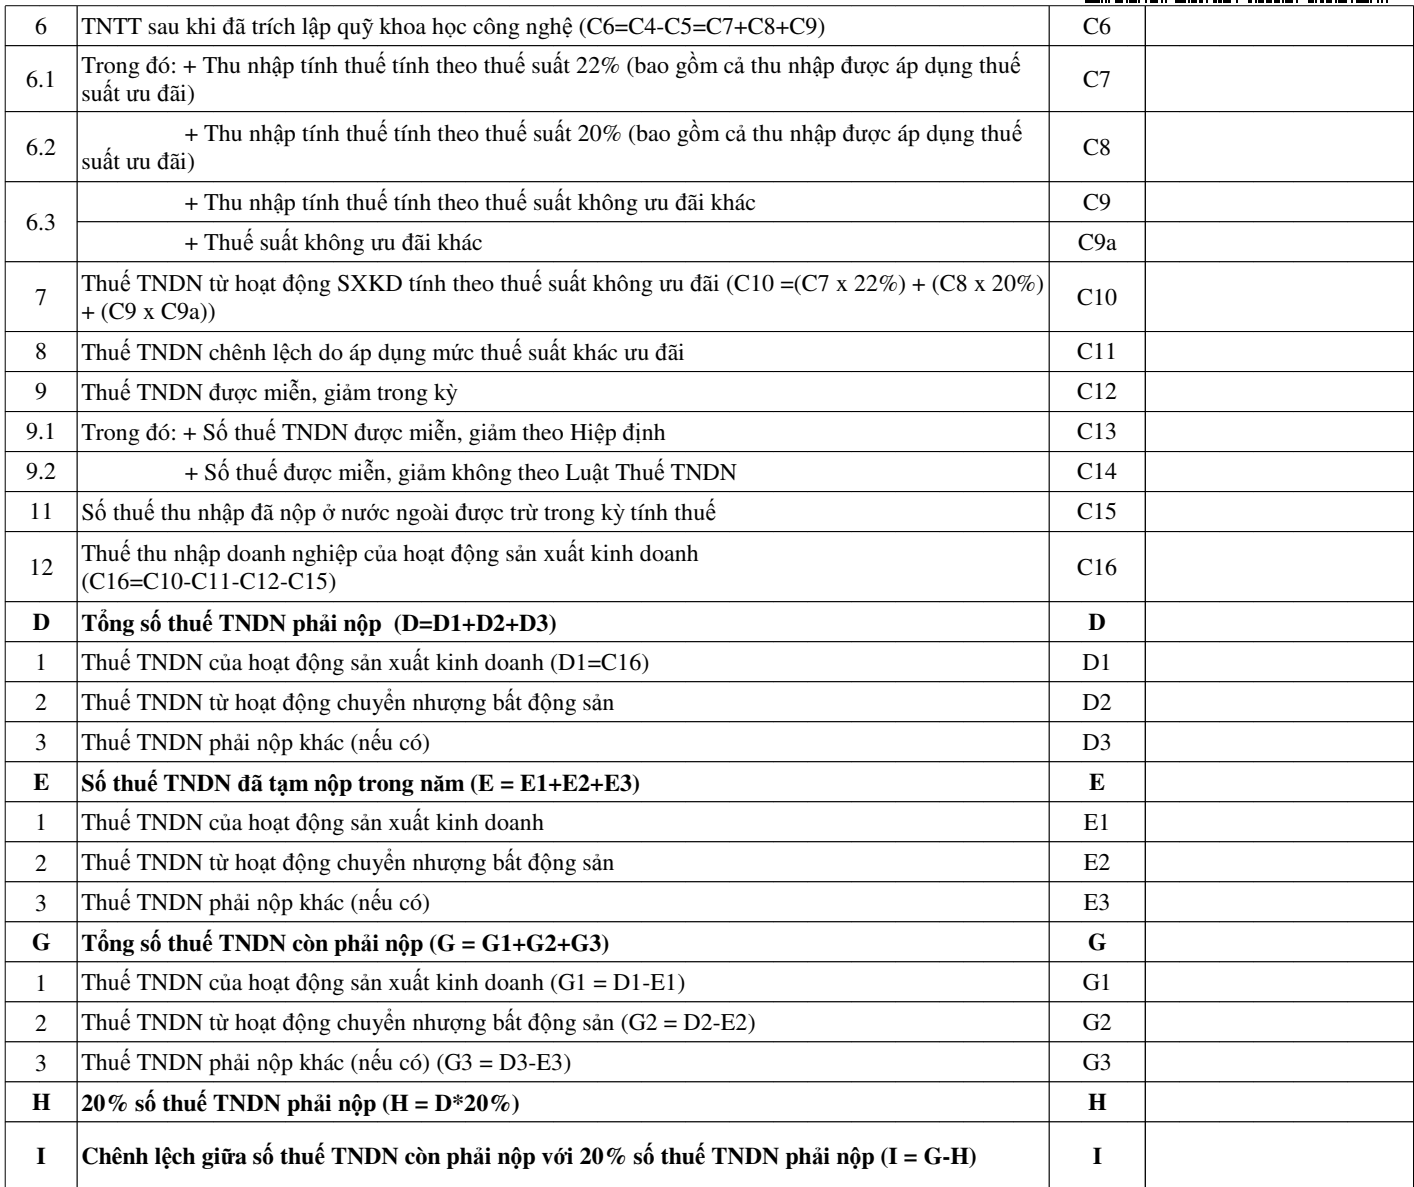 6 TNTT sau khi đã trích lập quỹ khoa học công nghệ (C6=C4-C5=C7+C8+C9) C6
6.1 Trong đó: + Thu nhập tính thuế tính theo thuế suất 22% (bao gồm cả thu nhập được áp dụng thuế
suất ưu đãi) C7
6.2 + Thu nhập tính thuế tính theo thuế suất 20% (bao gồm cả thu nhập được áp dụng thuế
suất ưu đãi) C8
6.3 + Thu nhập tính thuế tính theo thuế suất không ưu đãi khác C9
+ Thuế suất không ưu đãi khác C9a
7 Thuế TNDN từ hoạt động SXKD tính theo thuế suất không ưu đãi (C10 =(C7 x 22%) + (C8 x 20%)
+ (C9 x C9a)) C10
8 Thuế TNDN chênh lệch do áp dụng mức thuế suất khác ưu đãi C11
9 Thuế TNDN được miễn, giảm trong kỳ C12
9.1 Trong đó: + Số thuế TNDN được miễn, giảm theo Hiệp định C13
9.2 + Số thuế được miễn, giảm không theo Luật Thuế TNDN C14
11 Số thuế thu nhập đã nộp ở nước ngoài được trừ trong kỳ tính thuế C15
12 Thuế thu nhập doanh nghiệp của hoạt động sản xuất kinh doanh
(C16=C10-C11-C12-C15) C16
D Tổng số thuế TNDN phải nộp (D=D1+D2+D3) D
1 Thuế TNDN của hoạt động sản xuất kinh doanh (D1=C16) D1
2 Thuế TNDN từ hoạt động chuyển nhượng bất động sản D2
3 Thuế TNDN phải nộp khác (nếu có) D3
E Số thuế TNDN đã tạm nộp trong năm (E = E1+E2+E3) E
1 Thuế TNDN của hoạt động sản xuất kinh doanh E1
2 Thuế TNDN từ hoạt động chuyển nhượng bất động sản E2
3 Thuế TNDN phải nộp khác (nếu có) E3
G Tổng số thuế TNDN còn phải nộp (G = G1+G2+G3) G
1 Thuế TNDN của hoạt động sản xuất kinh doanh (G1 = D1-E1) G1
2 Thuế TNDN từ hoạt động chuyển nhượng bất động sản (G2 = D2-E2) G2
3 Thuế TNDN phải nộp khác (nếu có) (G3 = D3-E3) G3
H 20% số thuế TNDN phải nộp (H = D*20%) H
I Chênh lệch giữa số thuế TNDN còn phải nộp với 20% số thuế TNDN phải nộp (I = G-H) I